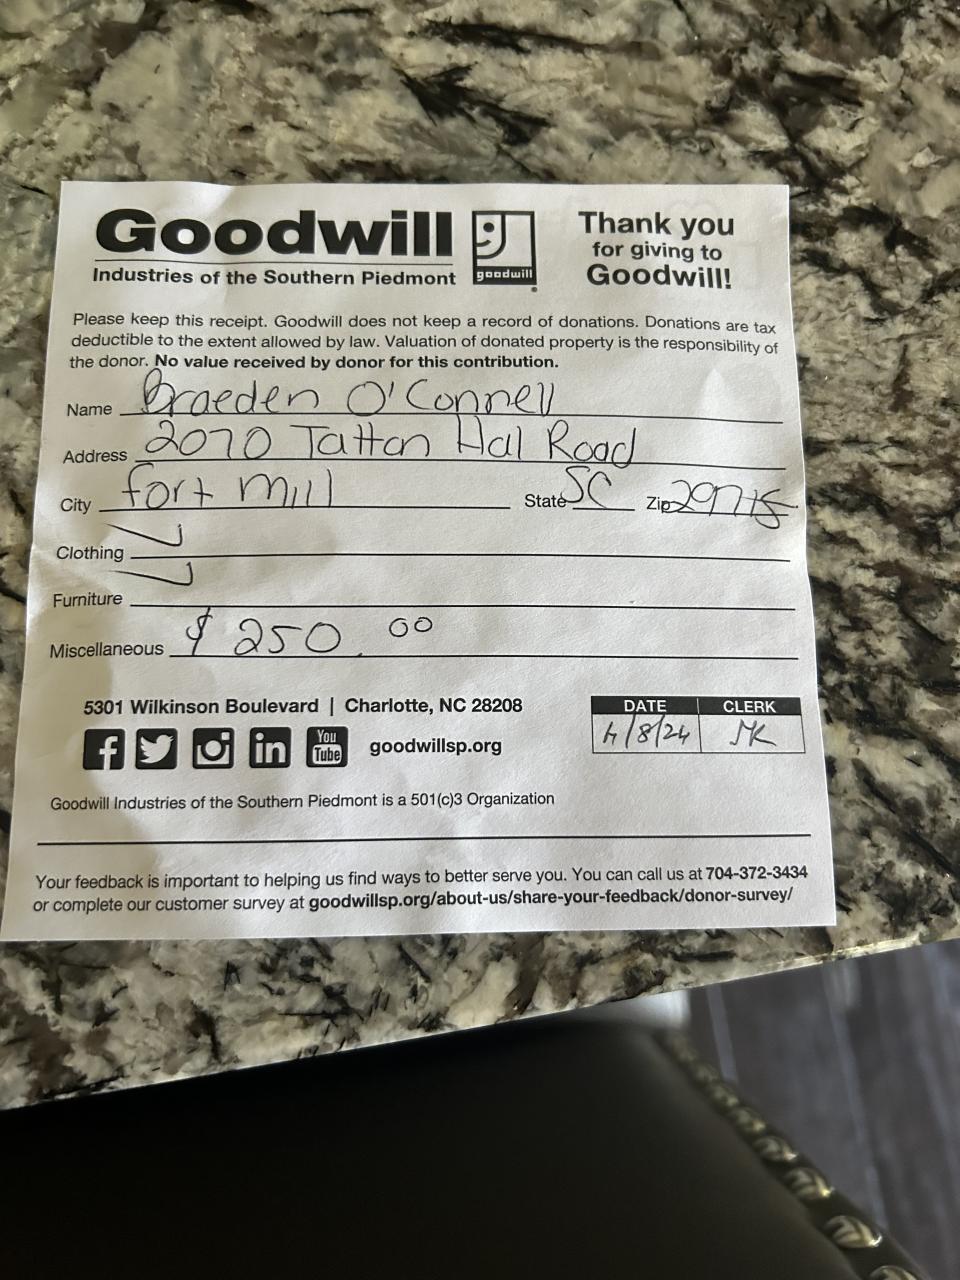 Goodwill
Industries of the Southern Piedmont
goodwill
Thank you
for giving to
Goodwill!
Please keep this receipt. Goodwill does not keep a record of donations. Donations are tax
deductible to the extent allowed by law. Valuation of donated property is the responsibility of
the donor. No value received by donor for this contribution.
Name Braeden O'Connell
Address 2070 Tattan Hal Road
City fort mill State SC Zip 29715
Clothing ✓
Furniture ✓
Miscellaneous $ 250.00
5301 Wilkinson Boulevard | Charlotte, NC 28208
DATE CLERK
4/8/24 MK
f in You Tube goodwillsp.org
Goodwill Industries of the Southern Piedmont is a 501(c)3 Organization
Your feedback is important to helping us find ways to better serve you. You can call us at 704-372-3434
or complete our customer survey at goodwillsp.org/about-us/share-your-feedback/donor-survey/